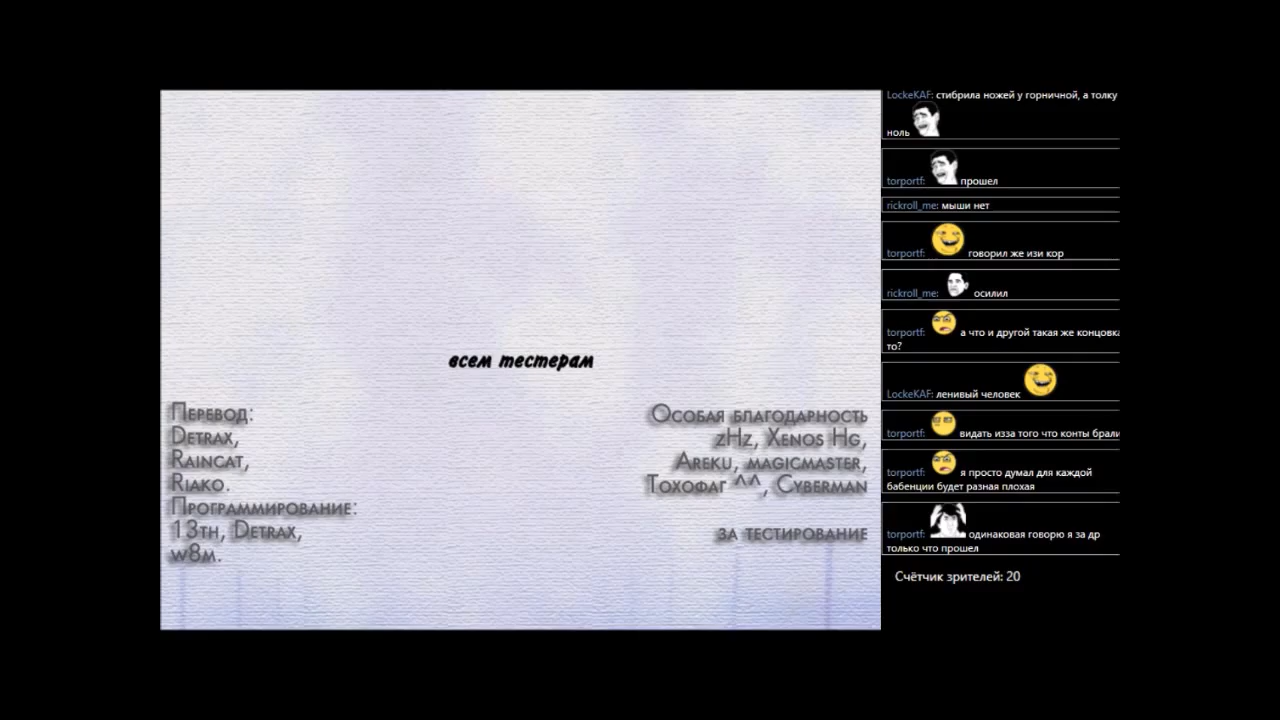 всем тестерам
Перевод:
Detrax,
Raincat,
Riako.
Программирование:
13th, Detrax,
w8m.
Особая благодарность
zHz, Xenos Hg,
Areku, magicmaster,
Тохофаг ^^, Cyberman
за тестирование
LockeKAF: стибрила ножей у горничной, а толку
ноль
torportf: прошел
rickroll_me: мыши нет
torportf: говорил же изи кор
rickroll_me: осилил
torportf: а что и другой такая же концовка
то?
LockeKAF: ленивый человек
torportf: видать изза того что конты брали
torportf: я просто думал для каждой
бабенции будет разная плохая
torportf: одинаковая говорю я за др
только что прошел
Счётчик зрителей: 20